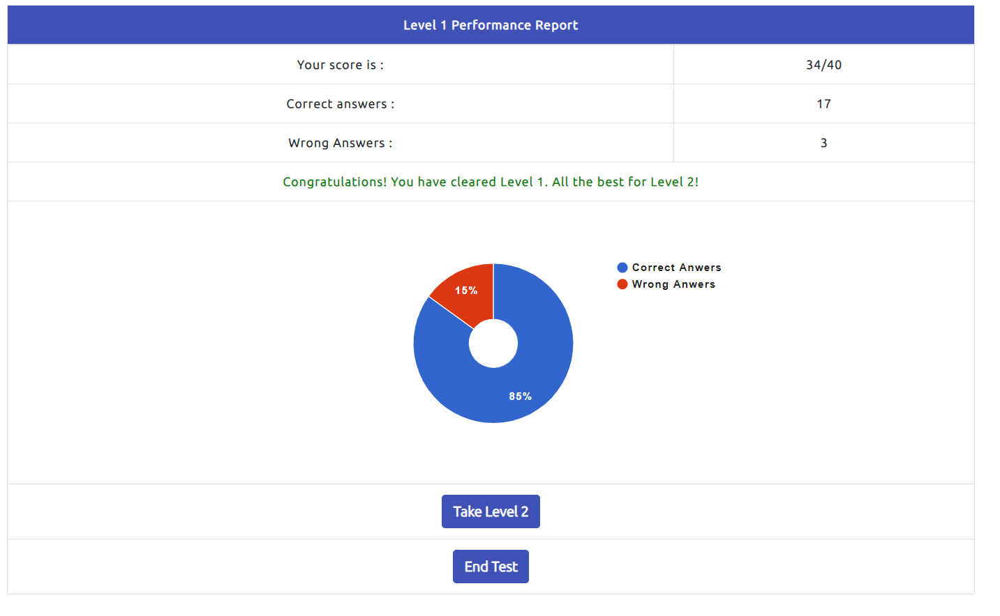 Level 1 Performance Report
Your score is : 34/40
Correct answers : 17
Wrong Answers : 3
Congratulations! You have cleared Level 1. All the best for Level 2!
Correct Anwers
Wrong Anwers
15%
85%
Take Level 2
End Test